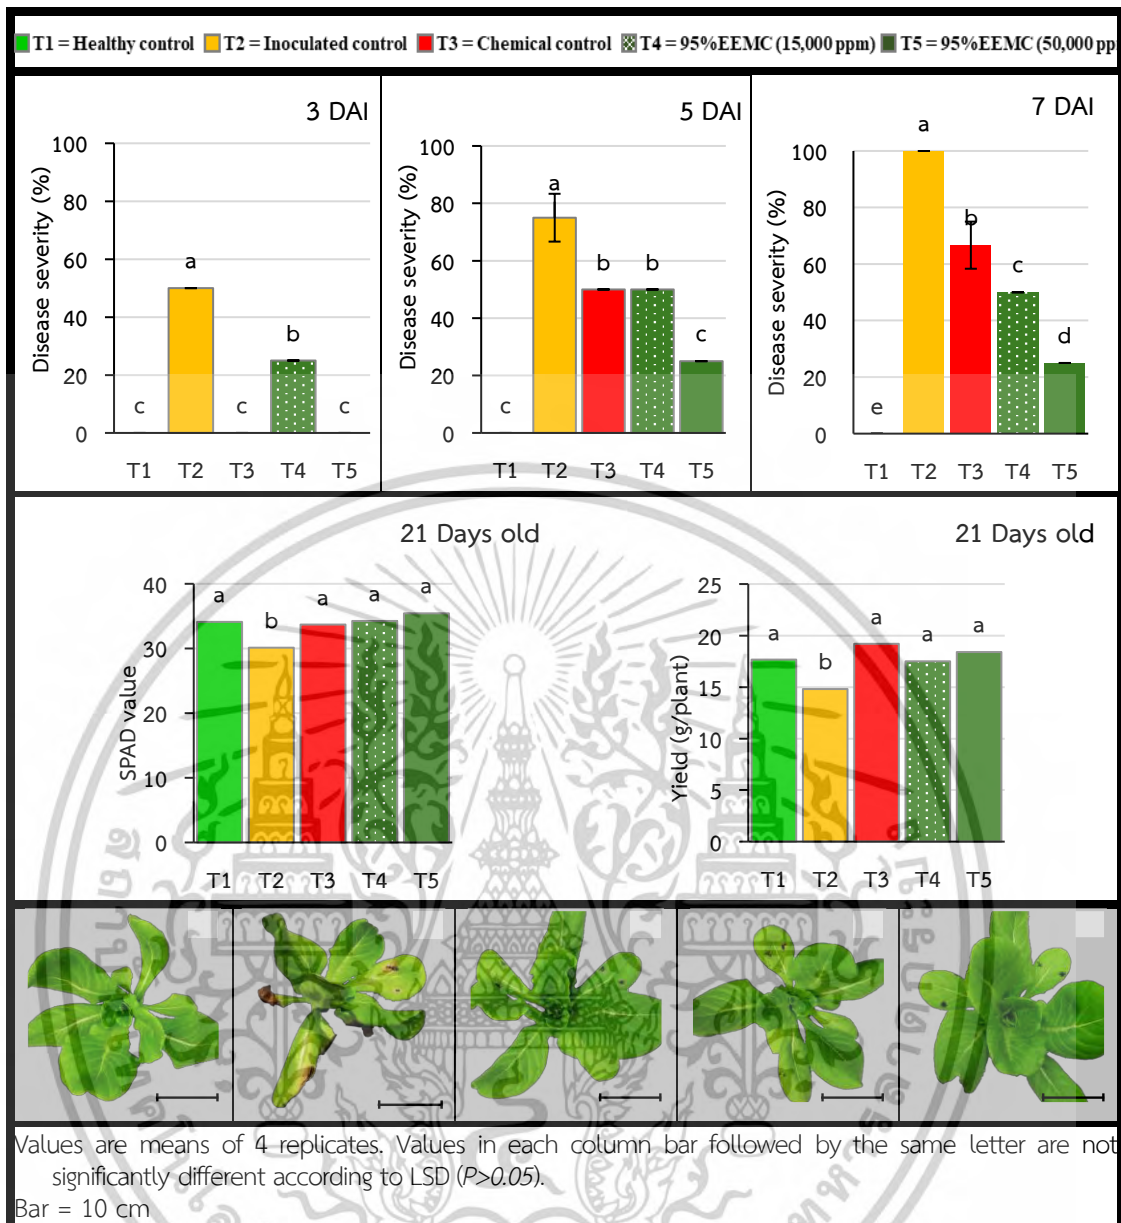 T1 = Healthy control T2 = Inoculated control T3 = Chemical control T4 = 95%EEMC (15,000 ppm) T5 = 95%EEMC (50,000 pp
3 DAI
Disease severity (%)
100
80
60
40
20
0
c a c b c
T1 T2 T3 T4 T5
5 DAI
Disease severity (%)
100
80
60
40
20
0
c a b b c
T1 T2 T3 T4 T5
7 DAI
Disease severity (%)
100
80
60
40
20
0
e a b c d
T1 T2 T3 T4 T5
21 Days old
SPAD value
40
30
20
10
0
a b a a a
T1 T2 T3 T4 T5
21 Days old
Yield (g/plant)
25
20
15
10
5
0
a b a a a
T1 T2 T3 T4 T5
Values are means of 4 replicates. Values in each column bar followed by the same letter are not
significantly different according to LSD (P>0.05).
Bar = 10 cm